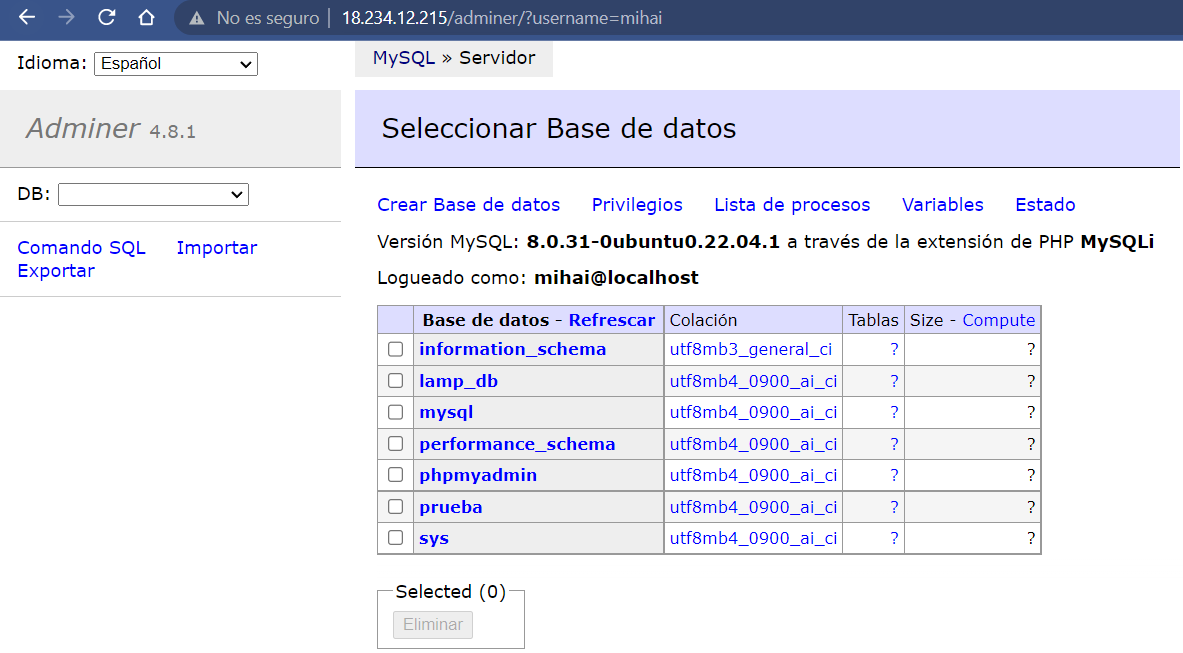 No es seguro | 18.234.12.215/adminer/?username=mihai
Idioma: Español
MySQL » Servidor
Adminer 4.8.1
Seleccionar Base de datos
DB:
Comando SQL Importar
Exportar
Crear Base de datos Privilegios Lista de procesos Variables Estado
Versión MySQL: 8.0.31-0ubuntu0.22.04.1 a través de la extensión de PHP MySQLi
Logueado como: mihai@localhost
Base de datos - Refrescar Colación Tablas Size - Compute
information_schema utf8mb3_general_ci ? ?
lamp_db utf8mb4_0900_ai_ci ? ?
mysql utf8mb4_0900_ai_ci ? ?
performance_schema utf8mb4_0900_ai_ci ? ?
phpmyadmin utf8mb4_0900_ai_ci ? ?
prueba utf8mb4_0900_ai_ci ? ?
sys utf8mb4_0900_ai_ci ? ?
Selected (0)
Eliminar